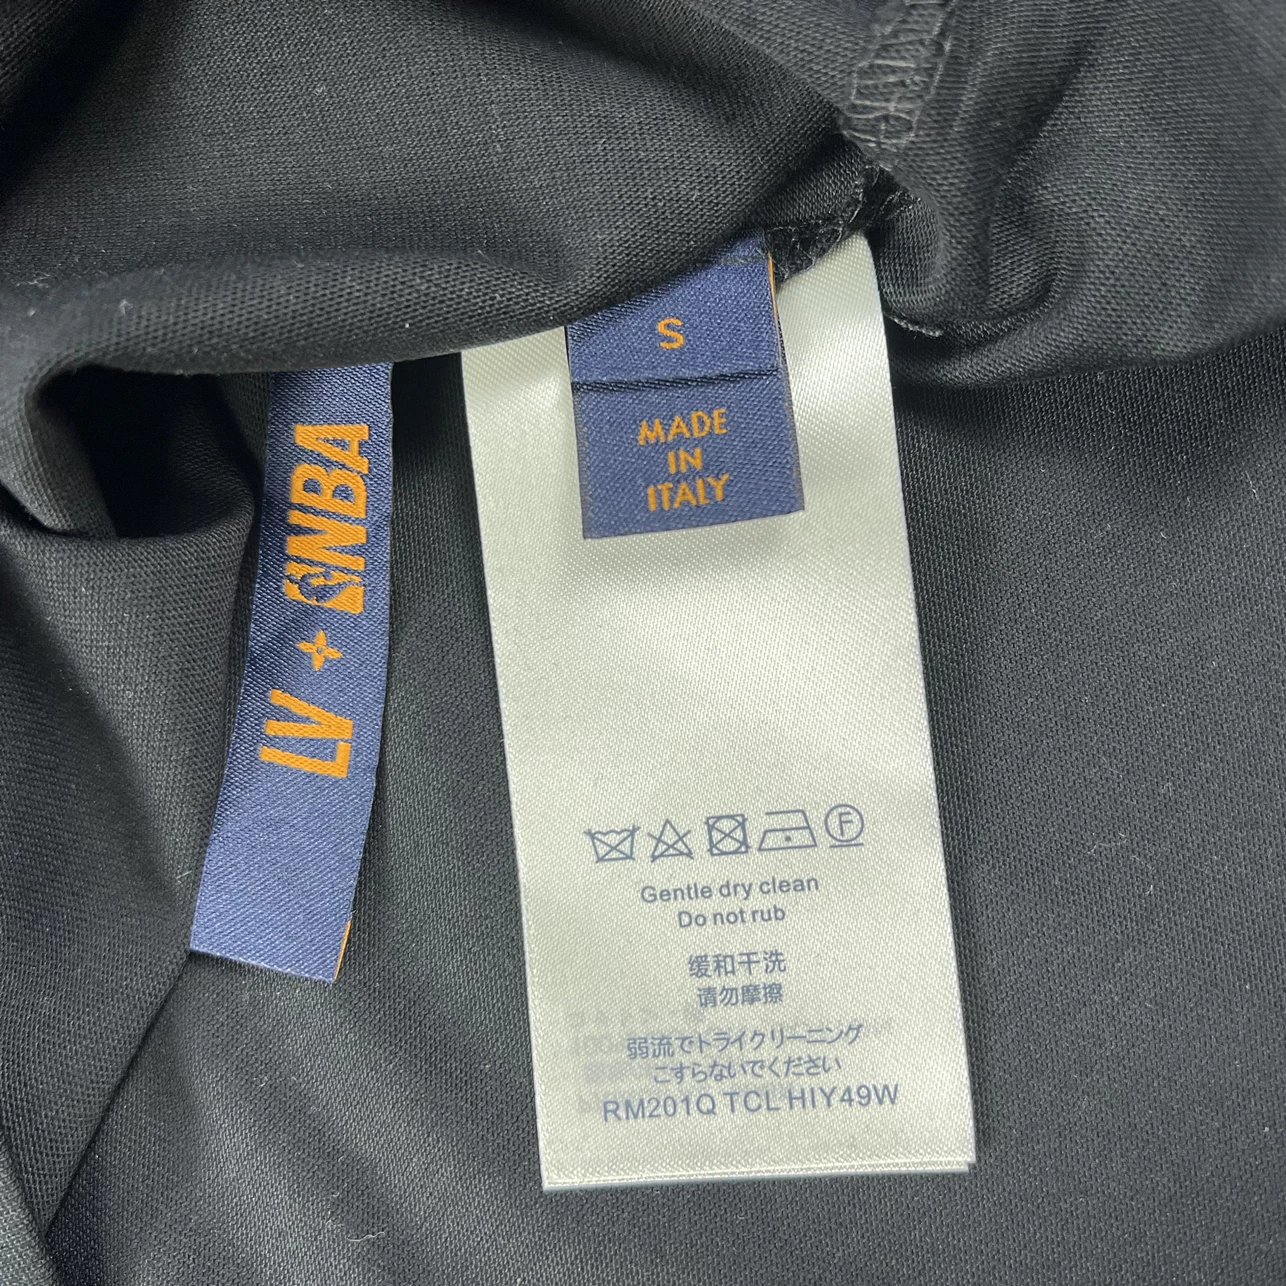 S
MADE
IN
ITALY
LV + NBA
F
Gentle dry clean
Do not rub
缓和干洗
请勿摩擦
弱流でトライクリーニング
こすらないでください
RM201Q TCL HIY49W